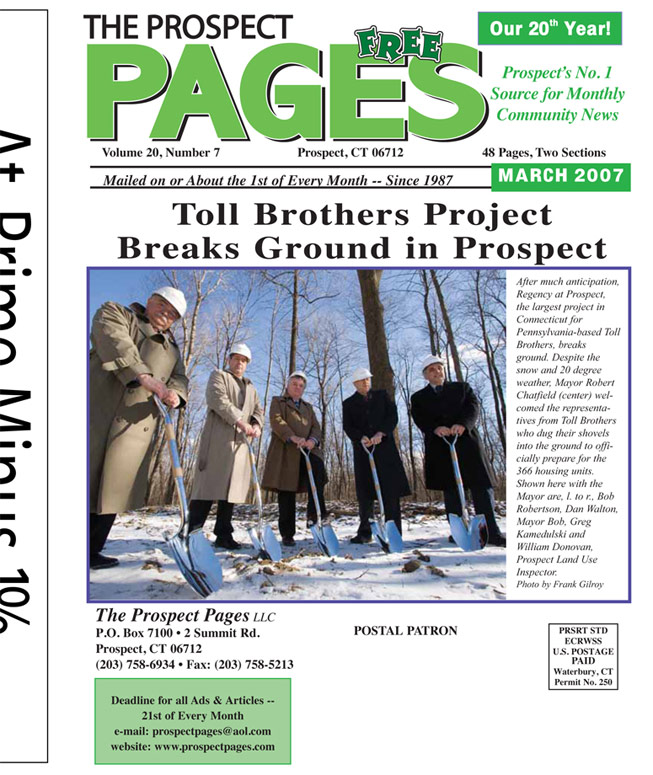 THE PROSPECT
PAGES
FREE
Our 20th Year!
Prospect's No. 1
Source for Monthly
Community News
Volume 20, Number 7 Prospect, CT 06712 48 Pages, Two Sections
Mailed on or About the 1st of Every Month -- Since 1987
MARCH 2007
Toll Brothers Project
Breaks Ground in Prospect
After much anticipation,
Regency at Prospect,
the largest project in
Connecticut for
Pennsylvania-based Toll
Brothers, breaks
ground. Despite the
snow and 20 degree
weather, Mayor Robert
Chatfield (center) wel-
comed the representa-
tives from Toll Brothers
who dug their shovels
into the ground to offi-
cially prepare for the
366 housing units.
Shown here with the
Mayor are, l. to r., Bob
Robertson, Dan Walton,
Mayor Bob, Greg
Kamedulski and
William Donovan,
Prospect Land Use
Inspector.
Photo by Frank Gilroy
The Prospect Pages LLC
P.O. Box 7100 • 2 Summit Rd.
Prospect, CT 06712
(203) 758-6934 • Fax: (203) 758-5213
POSTAL PATRON
PRSRT STD
ECRWSS
U.S. POSTAGE
PAID
Waterbury, CT
Permit No. 250
Deadline for all Ads & Articles --
21st of Every Month
e-mail: prospectpages@aol.com
website: www.prospectpages.com
At Prime Minus 10%